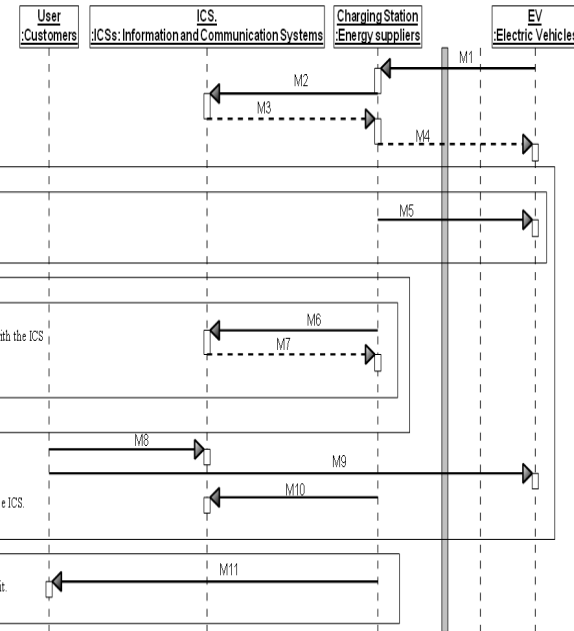 User
:Customers
ICS.
:ICSs: Information and Communication Systems
Charging Station
:Energy suppliers
EV
:Electric Vehicles
M1
M2
M3
M4
M5
M6
with the ICS
M7
M8
M9
M10
e ICS.
M11
it.